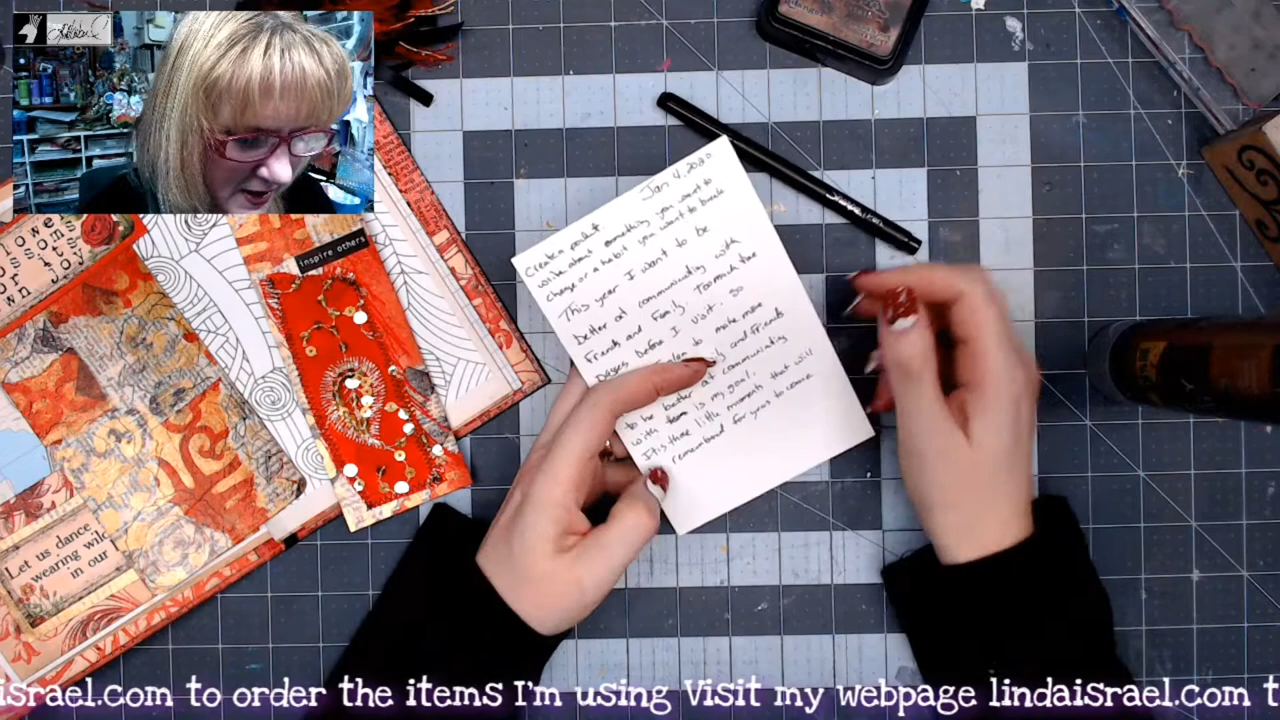 inspire others
Let us dance
wearing wild
in our
Jan 4, 2020
Create a pocket.
write about something you want to
change or a habit you want to break
This year I want to be
better at communicating with
friends and family. Too much time
passes before I visit, so
plan to make more
and friends
to be better at communicating
with them is my goal.
It is those little moments that will
remembered for years to come
israel.com to order the items I'm using Visit my webpage lindaisrael.com t